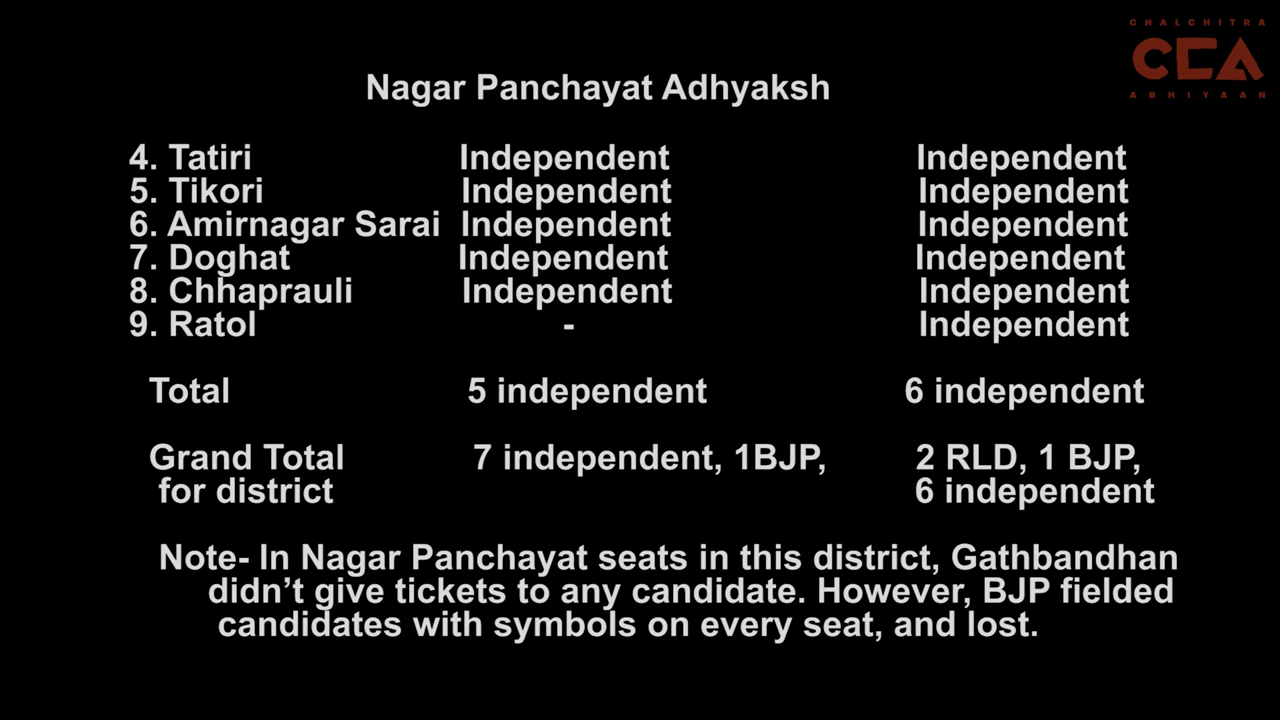 CHALCHITRA
CCA
ABHIYAAN
Nagar Panchayat Adhyaksh
4. Tatiri Independent Independent
5. Tikori Independent Independent
6. Amirnagar Sarai Independent Independent
7. Doghat Independent Independent
8. Chhaprauli Independent Independent
9. Ratol - Independent
Total 5 independent 6 independent
Grand Total 7 independent, 1BJP, 2 RLD, 1 BJP,
for district 6 independent
Note- In Nagar Panchayat seats in this district, Gathbandhan
didn’t give tickets to any candidate. However, BJP fielded
candidates with symbols on every seat, and lost.